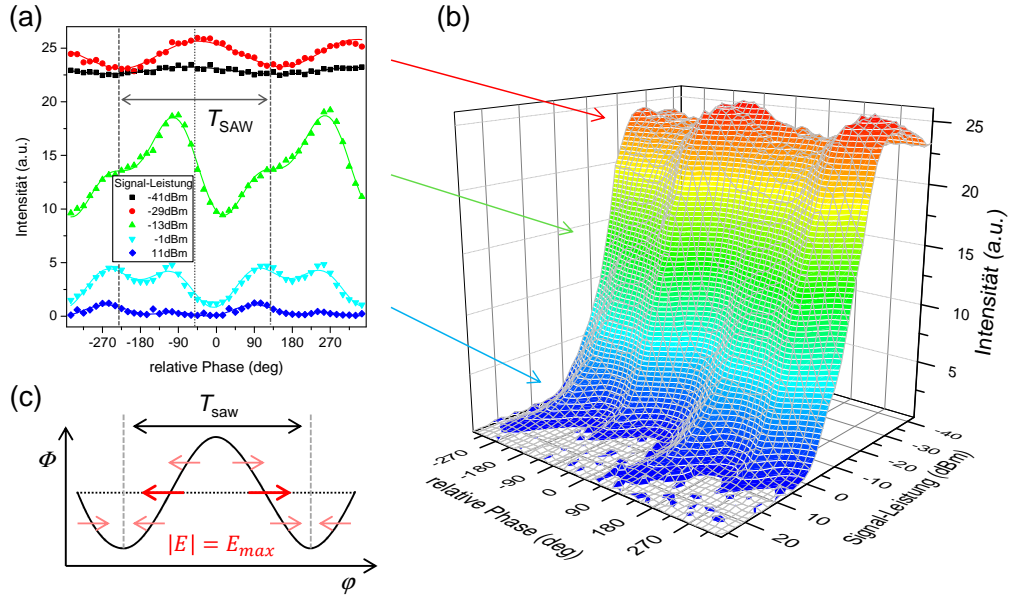 (a)
Intensität (a.u.)
25
20
15
10
5
0
T_SAW
Signal-Leistung
-41dBm
-29dBm
-13dBm
-1dBm
11dBm
-270 -180 -90 0 90 180 270
relative Phase (deg)
(b)
25
20
15
10
5
Intensität (a.u.)
-40
-30
-20
-10
0
10
20
Signal-Leistung (dBm)
-270
-180
-90
0
90
180
270
relative Phase (deg)
(c)
T_saw
Φ
|E| = E_max
φ